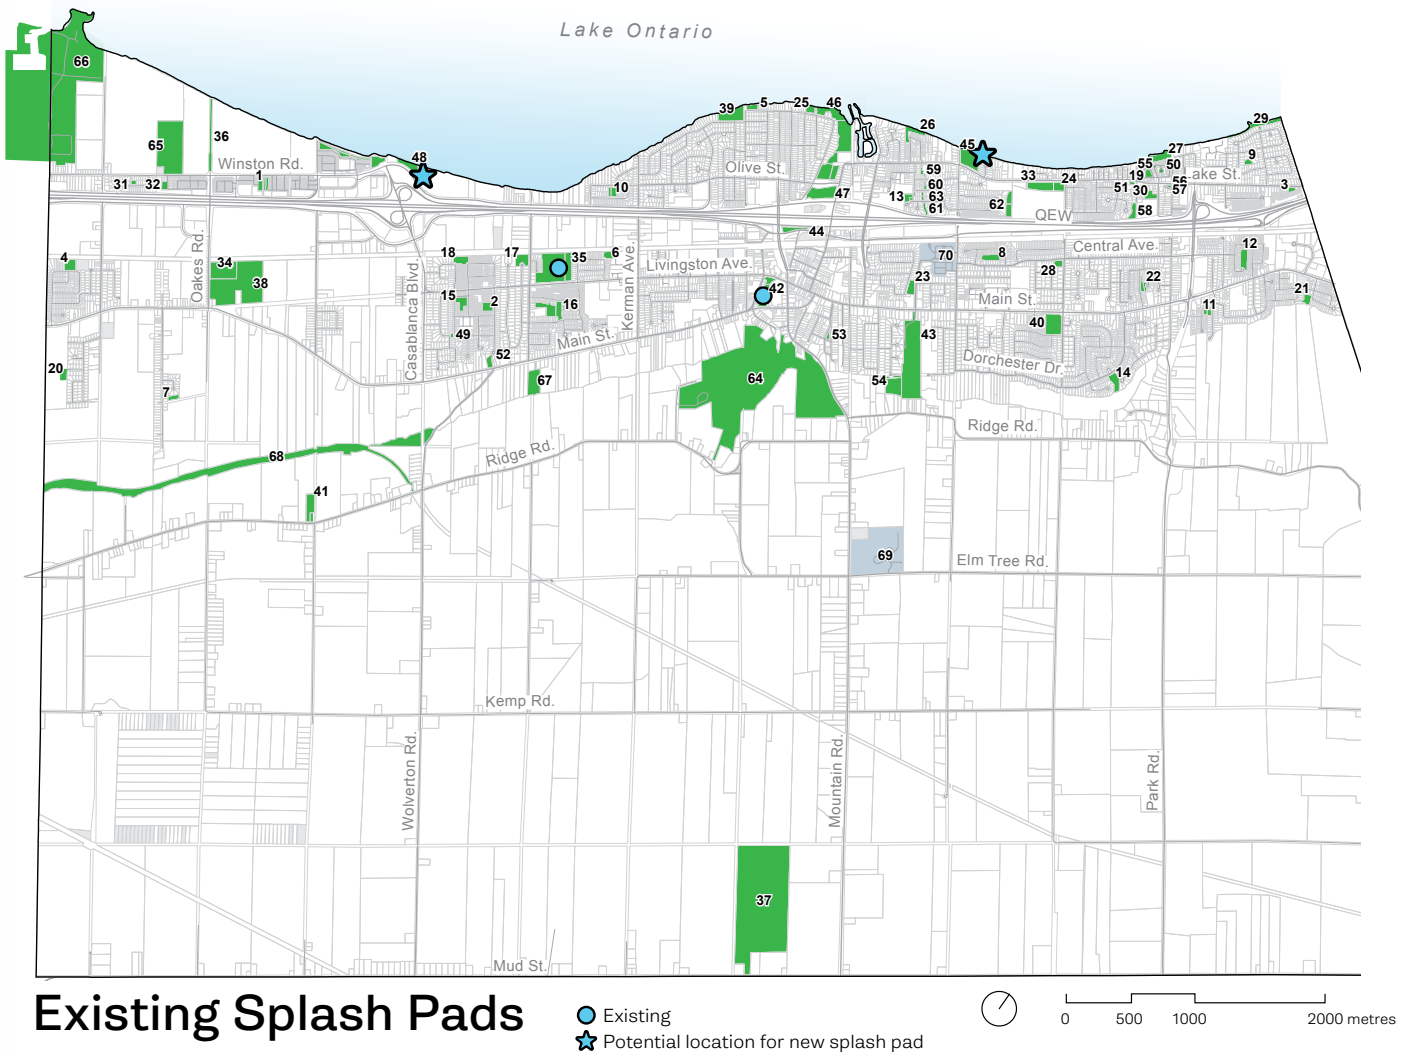 Lake Ontario
66
39
5
25
46
26
29
65
36
48
45
27
9
Winston Rd.
Olive St.
59
55
50
19
Lake St.
31
32
1
10
47
13
60
63
61
62
33
24
51
30
56
57
58
3
QEW
44
4
18
17
35
6
Livingston Ave.
70
8
Central Ave.
12
34
38
Oakes Rd.
Casablanca Blvd.
Kerman Ave.
28
22
21
15
2
16
42
23
Main St.
11
49
Main St.
53
43
40
20
7
52
67
64
54
Dorchester Dr.
14
Ridge Rd.
68
Ridge Rd.
41
69
Elm Tree Rd.
Kemp Rd.
Wolverton Rd.
Mountain Rd.
Park Rd.
37
Mud St.
Existing Splash Pads
Existing
Potential location for new splash pad
0 500 1000 2000 metres